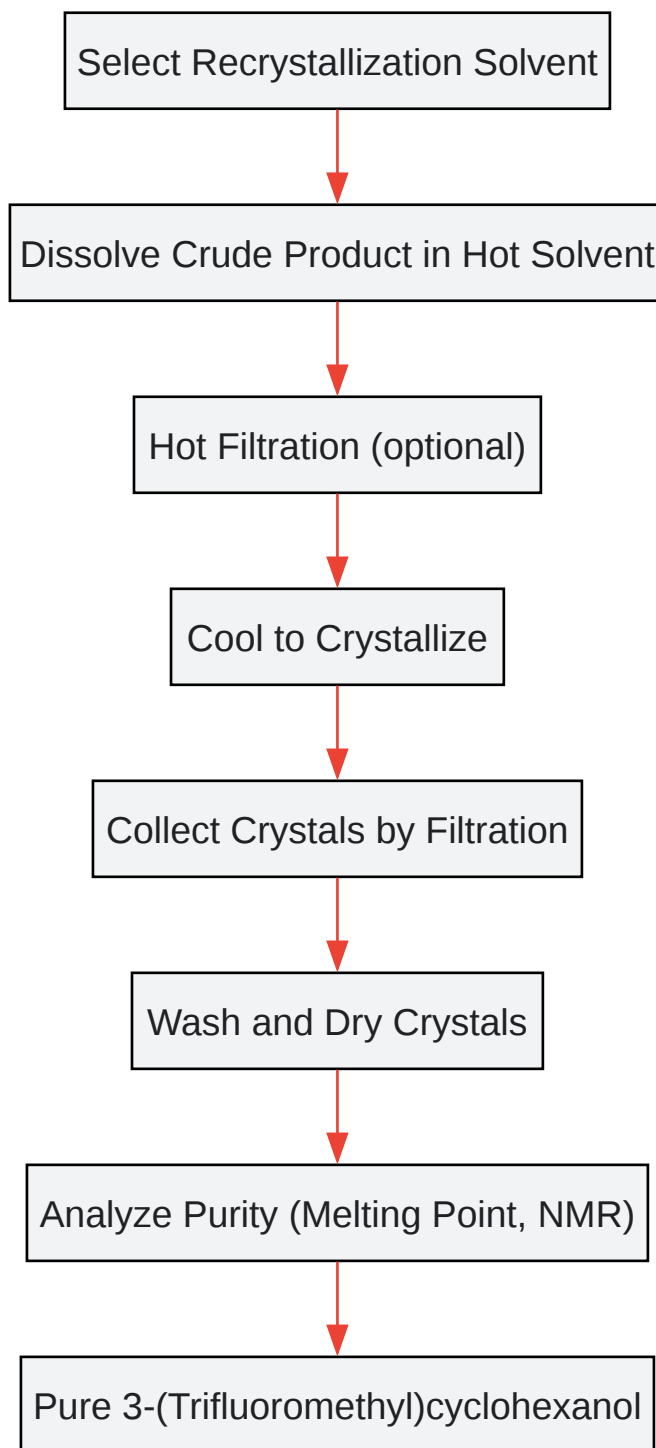 Select Recrystallization Solvent
Dissolve Crude Product in Hot Solvent
Hot Filtration (optional)
Cool to Crystallize
Collect Crystals by Filtration
Wash and Dry Crystals
Analyze Purity (Melting Point, NMR)
Pure 3-(Trifluoromethyl)cyclohexanol